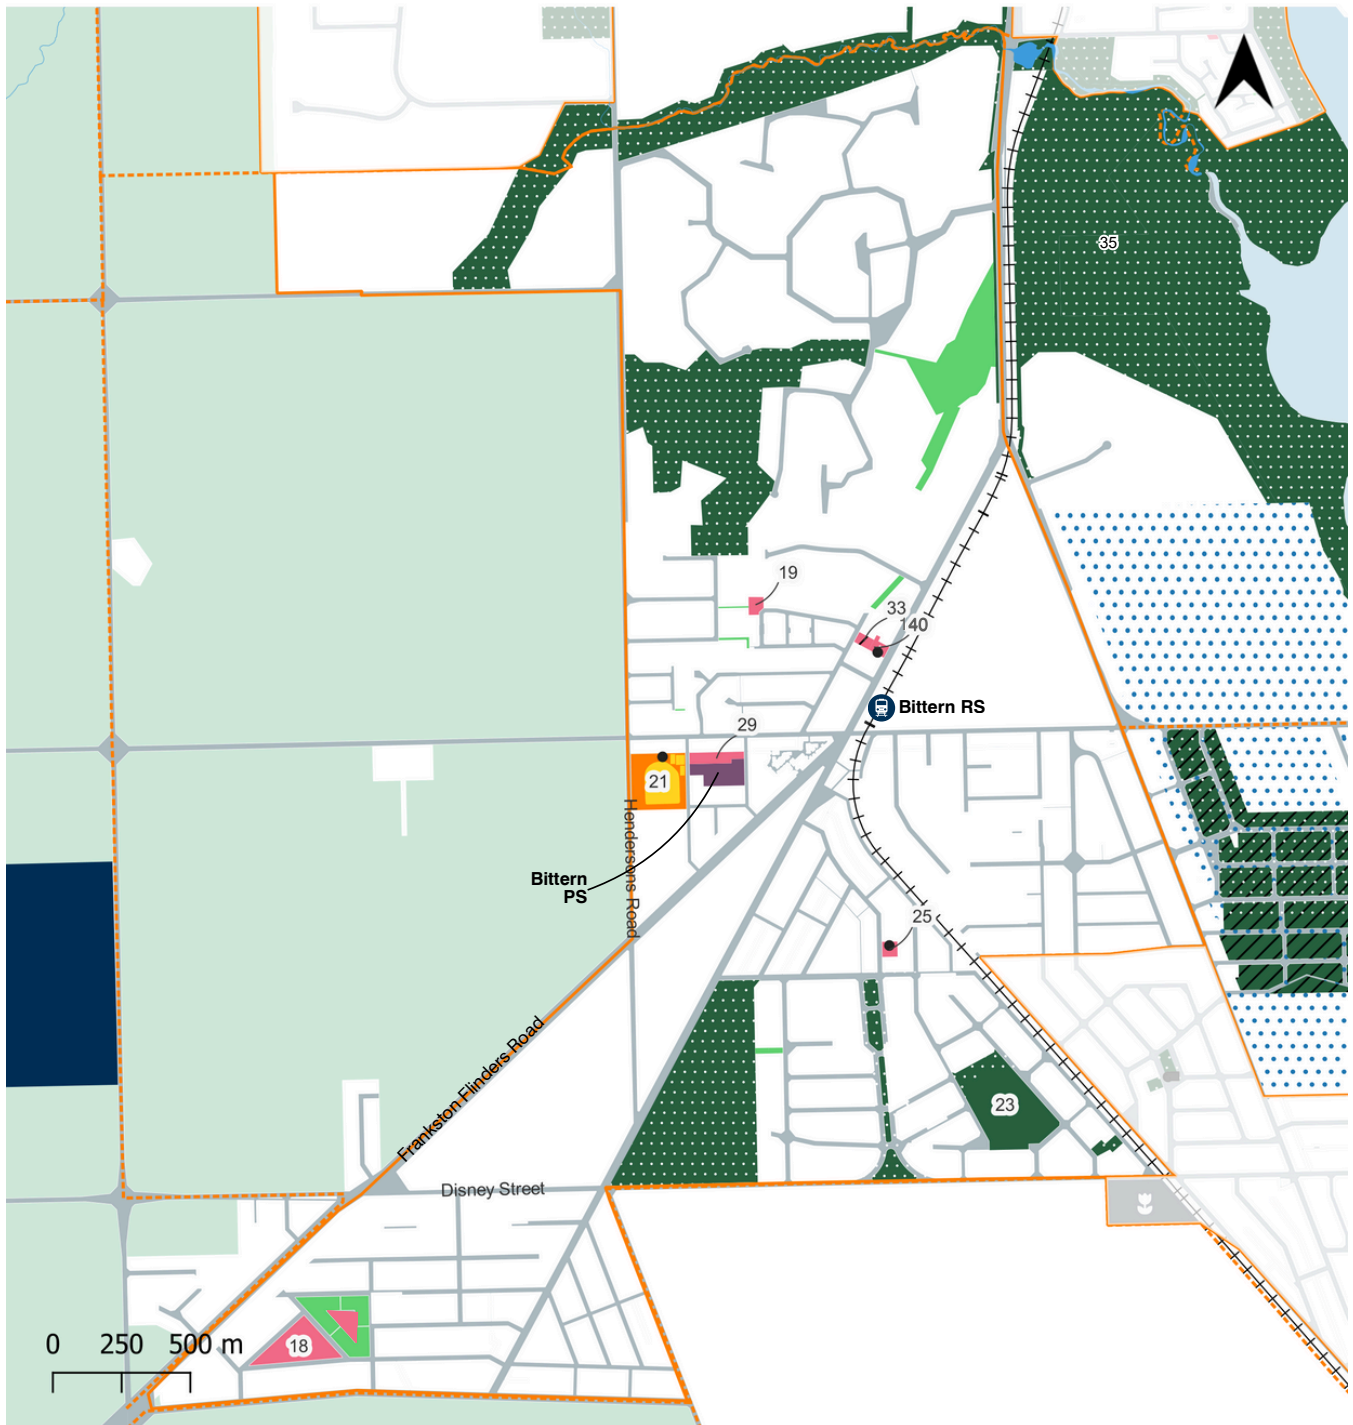 35
19
33
140
Bittern RS
29
21
Hendersons Road
Bittern
PS
25
Frankston Flinders Road
23
Disney Street
18
0 250 500 m